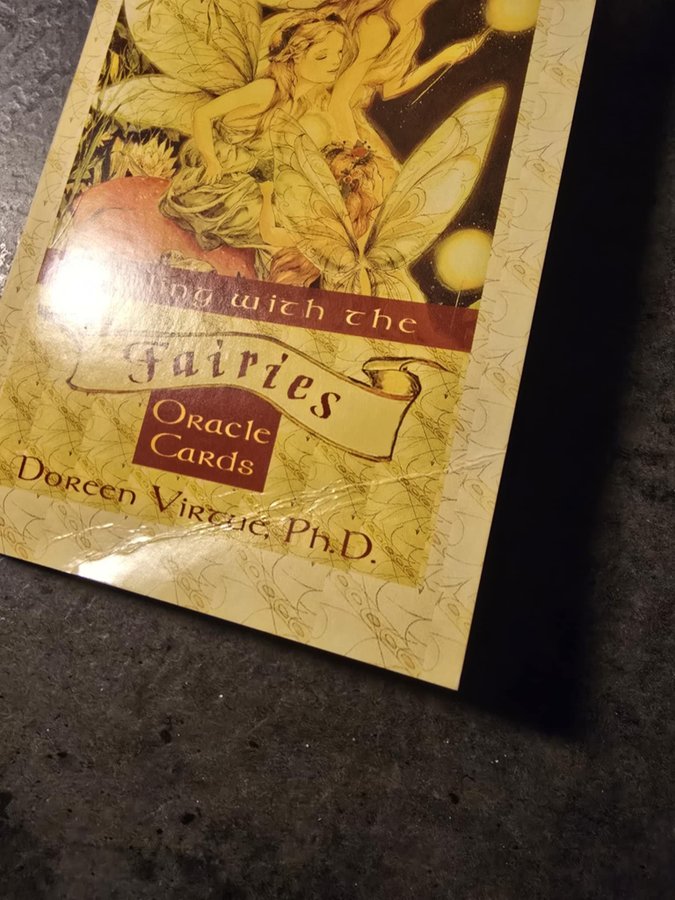 with the
Fairies
Oracle
Cards
Doreen Virtue, Ph.D.